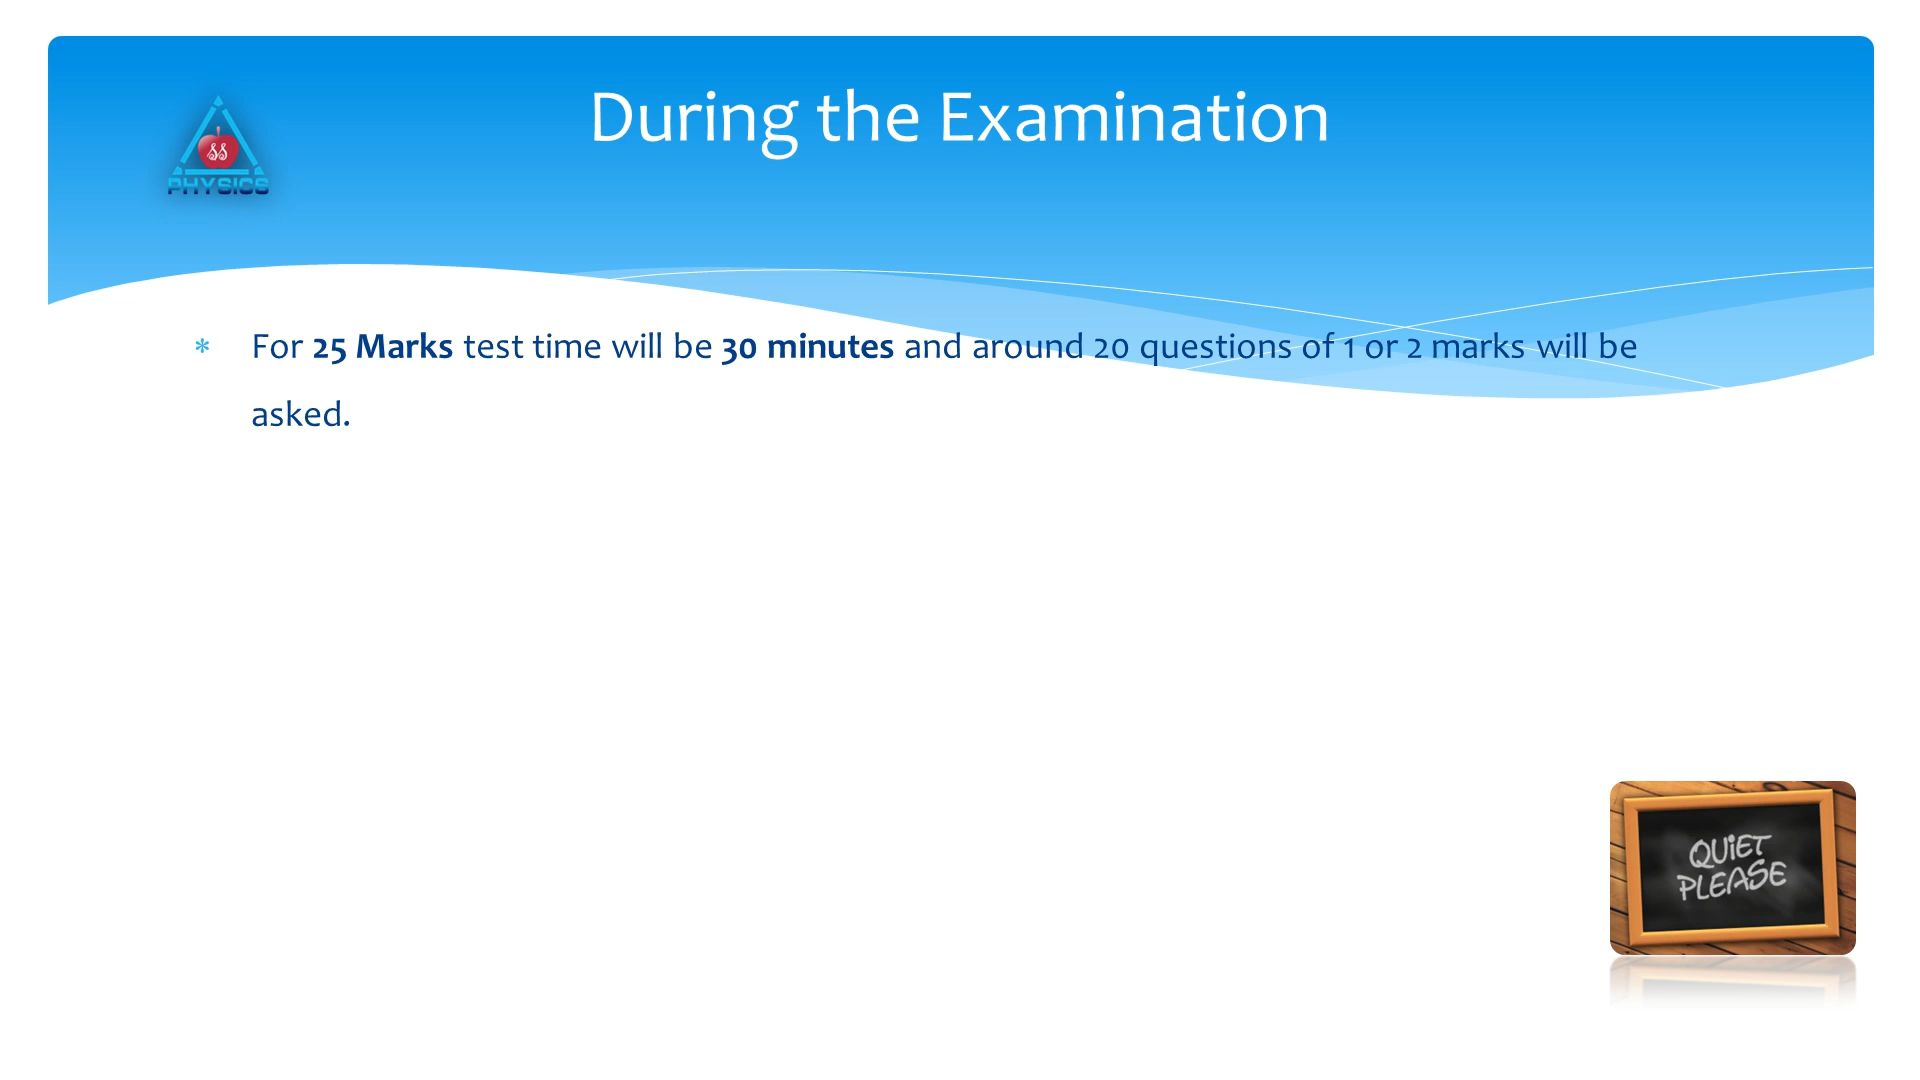 During the Examination
ss
PHYSICS
* For 25 Marks test time will be 30 minutes and around 20 questions of 1 or 2 marks will be
asked.
QUiET
PLEASE